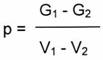 p = G₁ - G₂ / V₁ - V₂